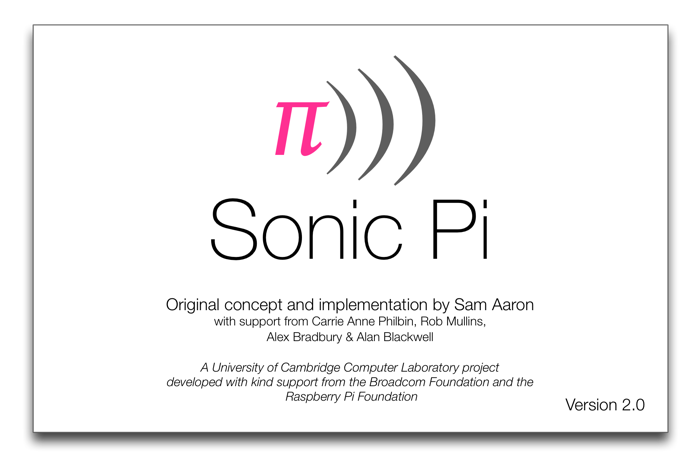 π
Sonic Pi
Original concept and implementation by Sam Aaron
with support from Carrie Anne Philbin, Rob Mullins,
Alex Bradbury & Alan Blackwell
A University of Cambridge Computer Laboratory project
developed with kind support from the Broadcom Foundation and the
Raspberry Pi Foundation
Version 2.0